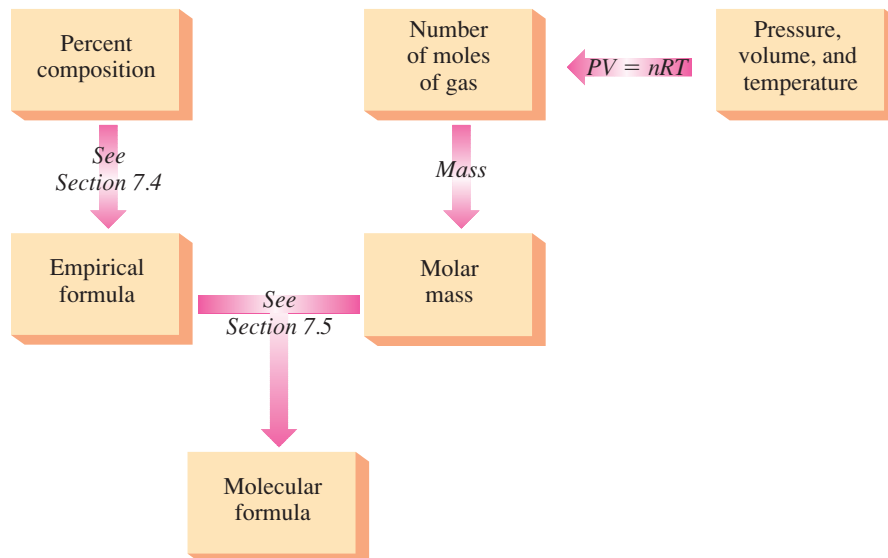 Percent
composition
Number
of moles
of gas
PV = nRT
Pressure,
volume, and
temperature
See
Section 7.4
Mass
Empirical
formula
See
Section 7.5
Molar
mass
Molecular
formula